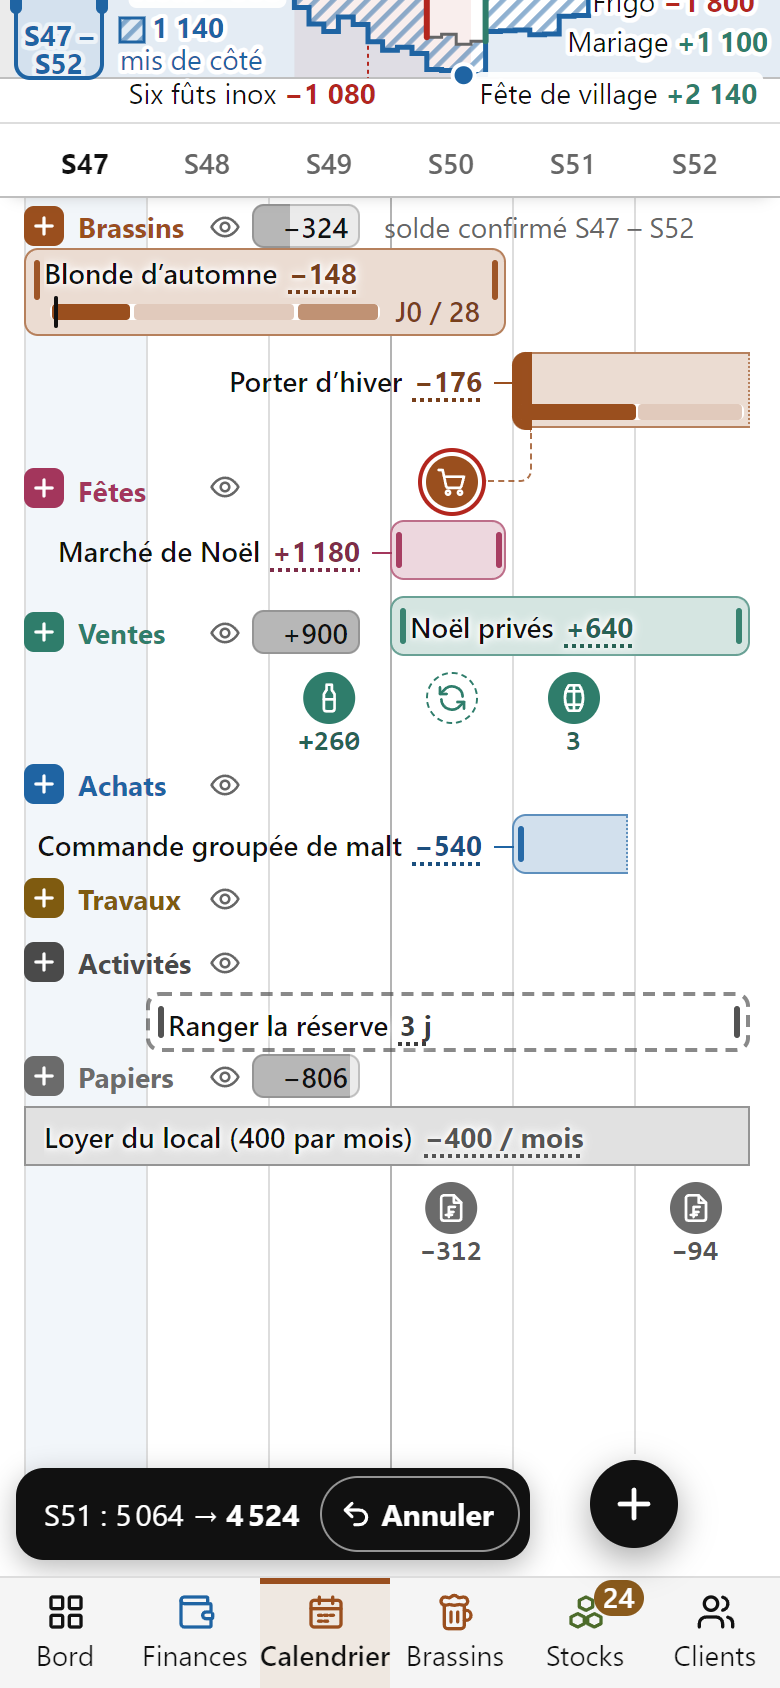 Frigo −1 800
S47 –
S52
1 140
mis de côté
Mariage +1 100
Six fûts inox −1 080
Fête de village +2 140
S47 S48 S49 S50 S51 S52
Brassins −324 solde confirmé S47 – S52
Blonde d’automne −148
J0 / 28
Porter d’hiver −176
Fêtes
Marché de Noël +1 180
Ventes +900
Noël privés +640
+260 3
Achats
Commande groupée de malt −540
Travaux
Activités
Ranger la réserve 3 j
Papiers −806
Loyer du local (400 par mois) −400 / mois
−312 −94
S51 : 5 064 → 4 524 Annuler
24
Bord Finances Calendrier Brassins Stocks Clients